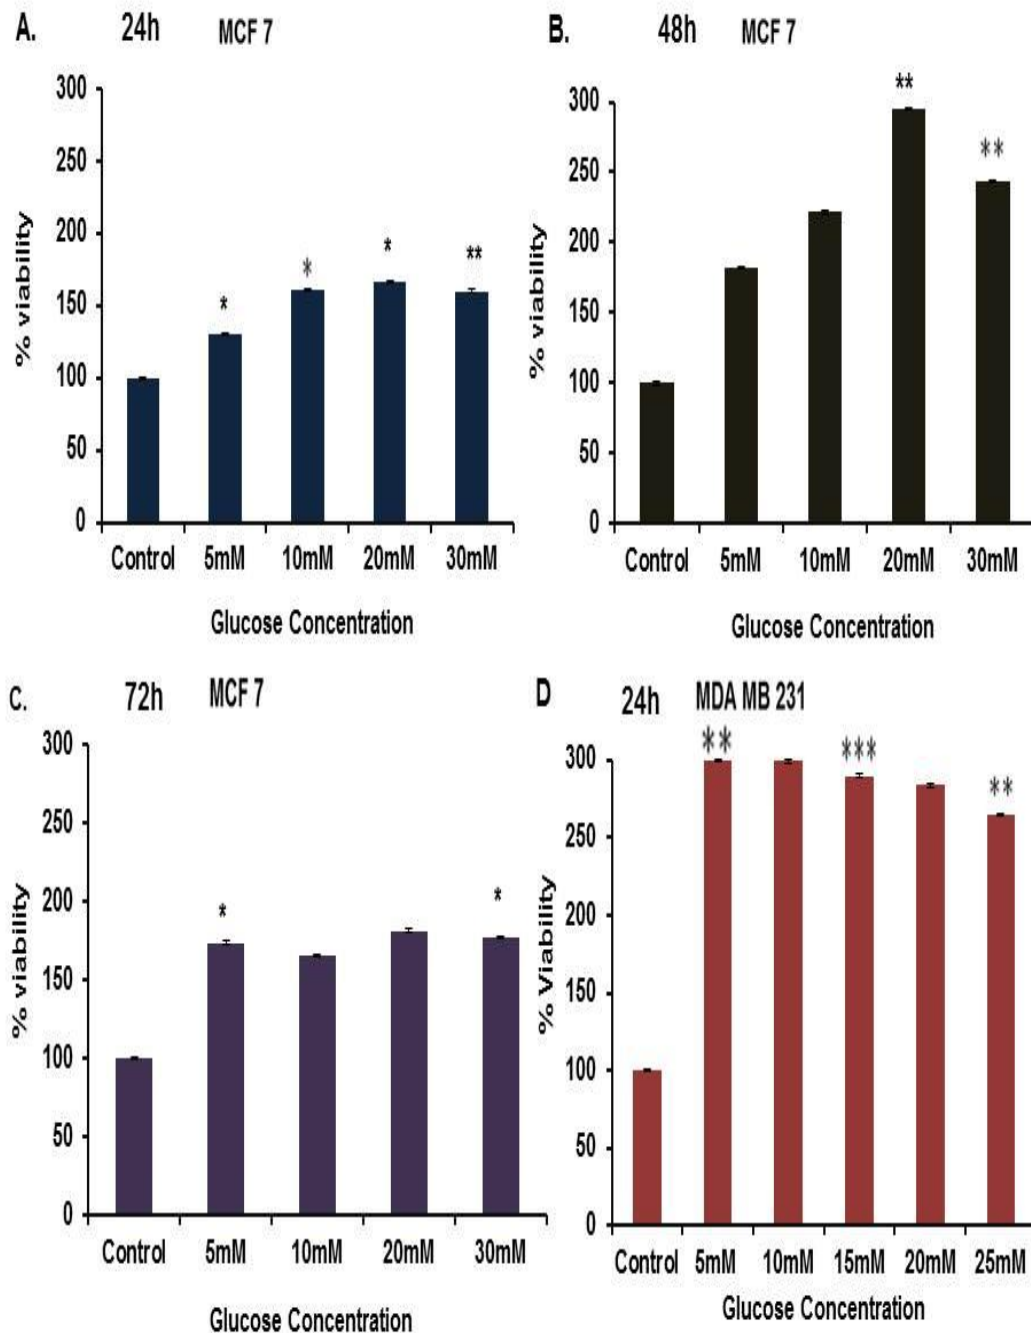 A. 24h MCF 7
300
250
200
150
100
50
0
% viability
* * * **
Control 5mM 10mM 20mM 30mM
Glucose Concentration
B. 48h MCF 7
300
250
200
150
100
50
0
% viability
** **
Control 5mM 10mM 20mM 30mM
Glucose Concentration
C. 72h MCF 7
300
250
200
150
100
50
0
% viability
* *
Control 5mM 10mM 20mM 30mM
Glucose Concentration
D 24h MDA MB 231
300
250
200
150
100
50
0
% Viability
** *** **
Control 5mM 10mM 15mM 20mM 25mM
Glucose Concentration